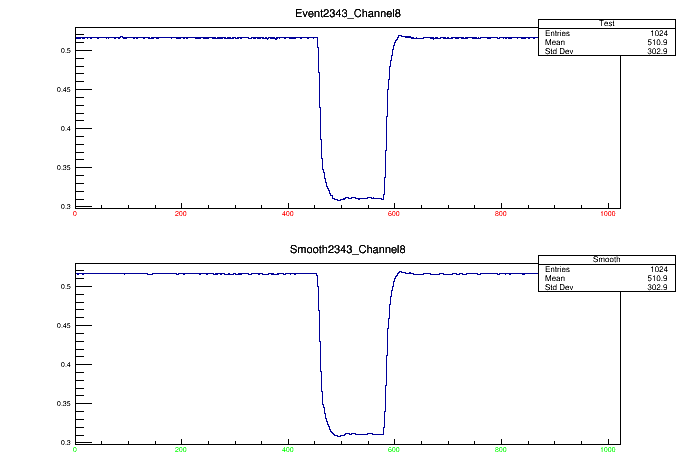 Event2343_Channel8
Test
Entries 1024
Mean 510.9
Std Dev 302.9
0.5
0.45
0.4
0.35
0.3
0 200 400 600 800 1000
Smooth2343_Channel8
Smooth
Entries 1024
Mean 510.9
Std Dev 302.9
0.5
0.45
0.4
0.35
0.3
0 200 400 600 800 1000